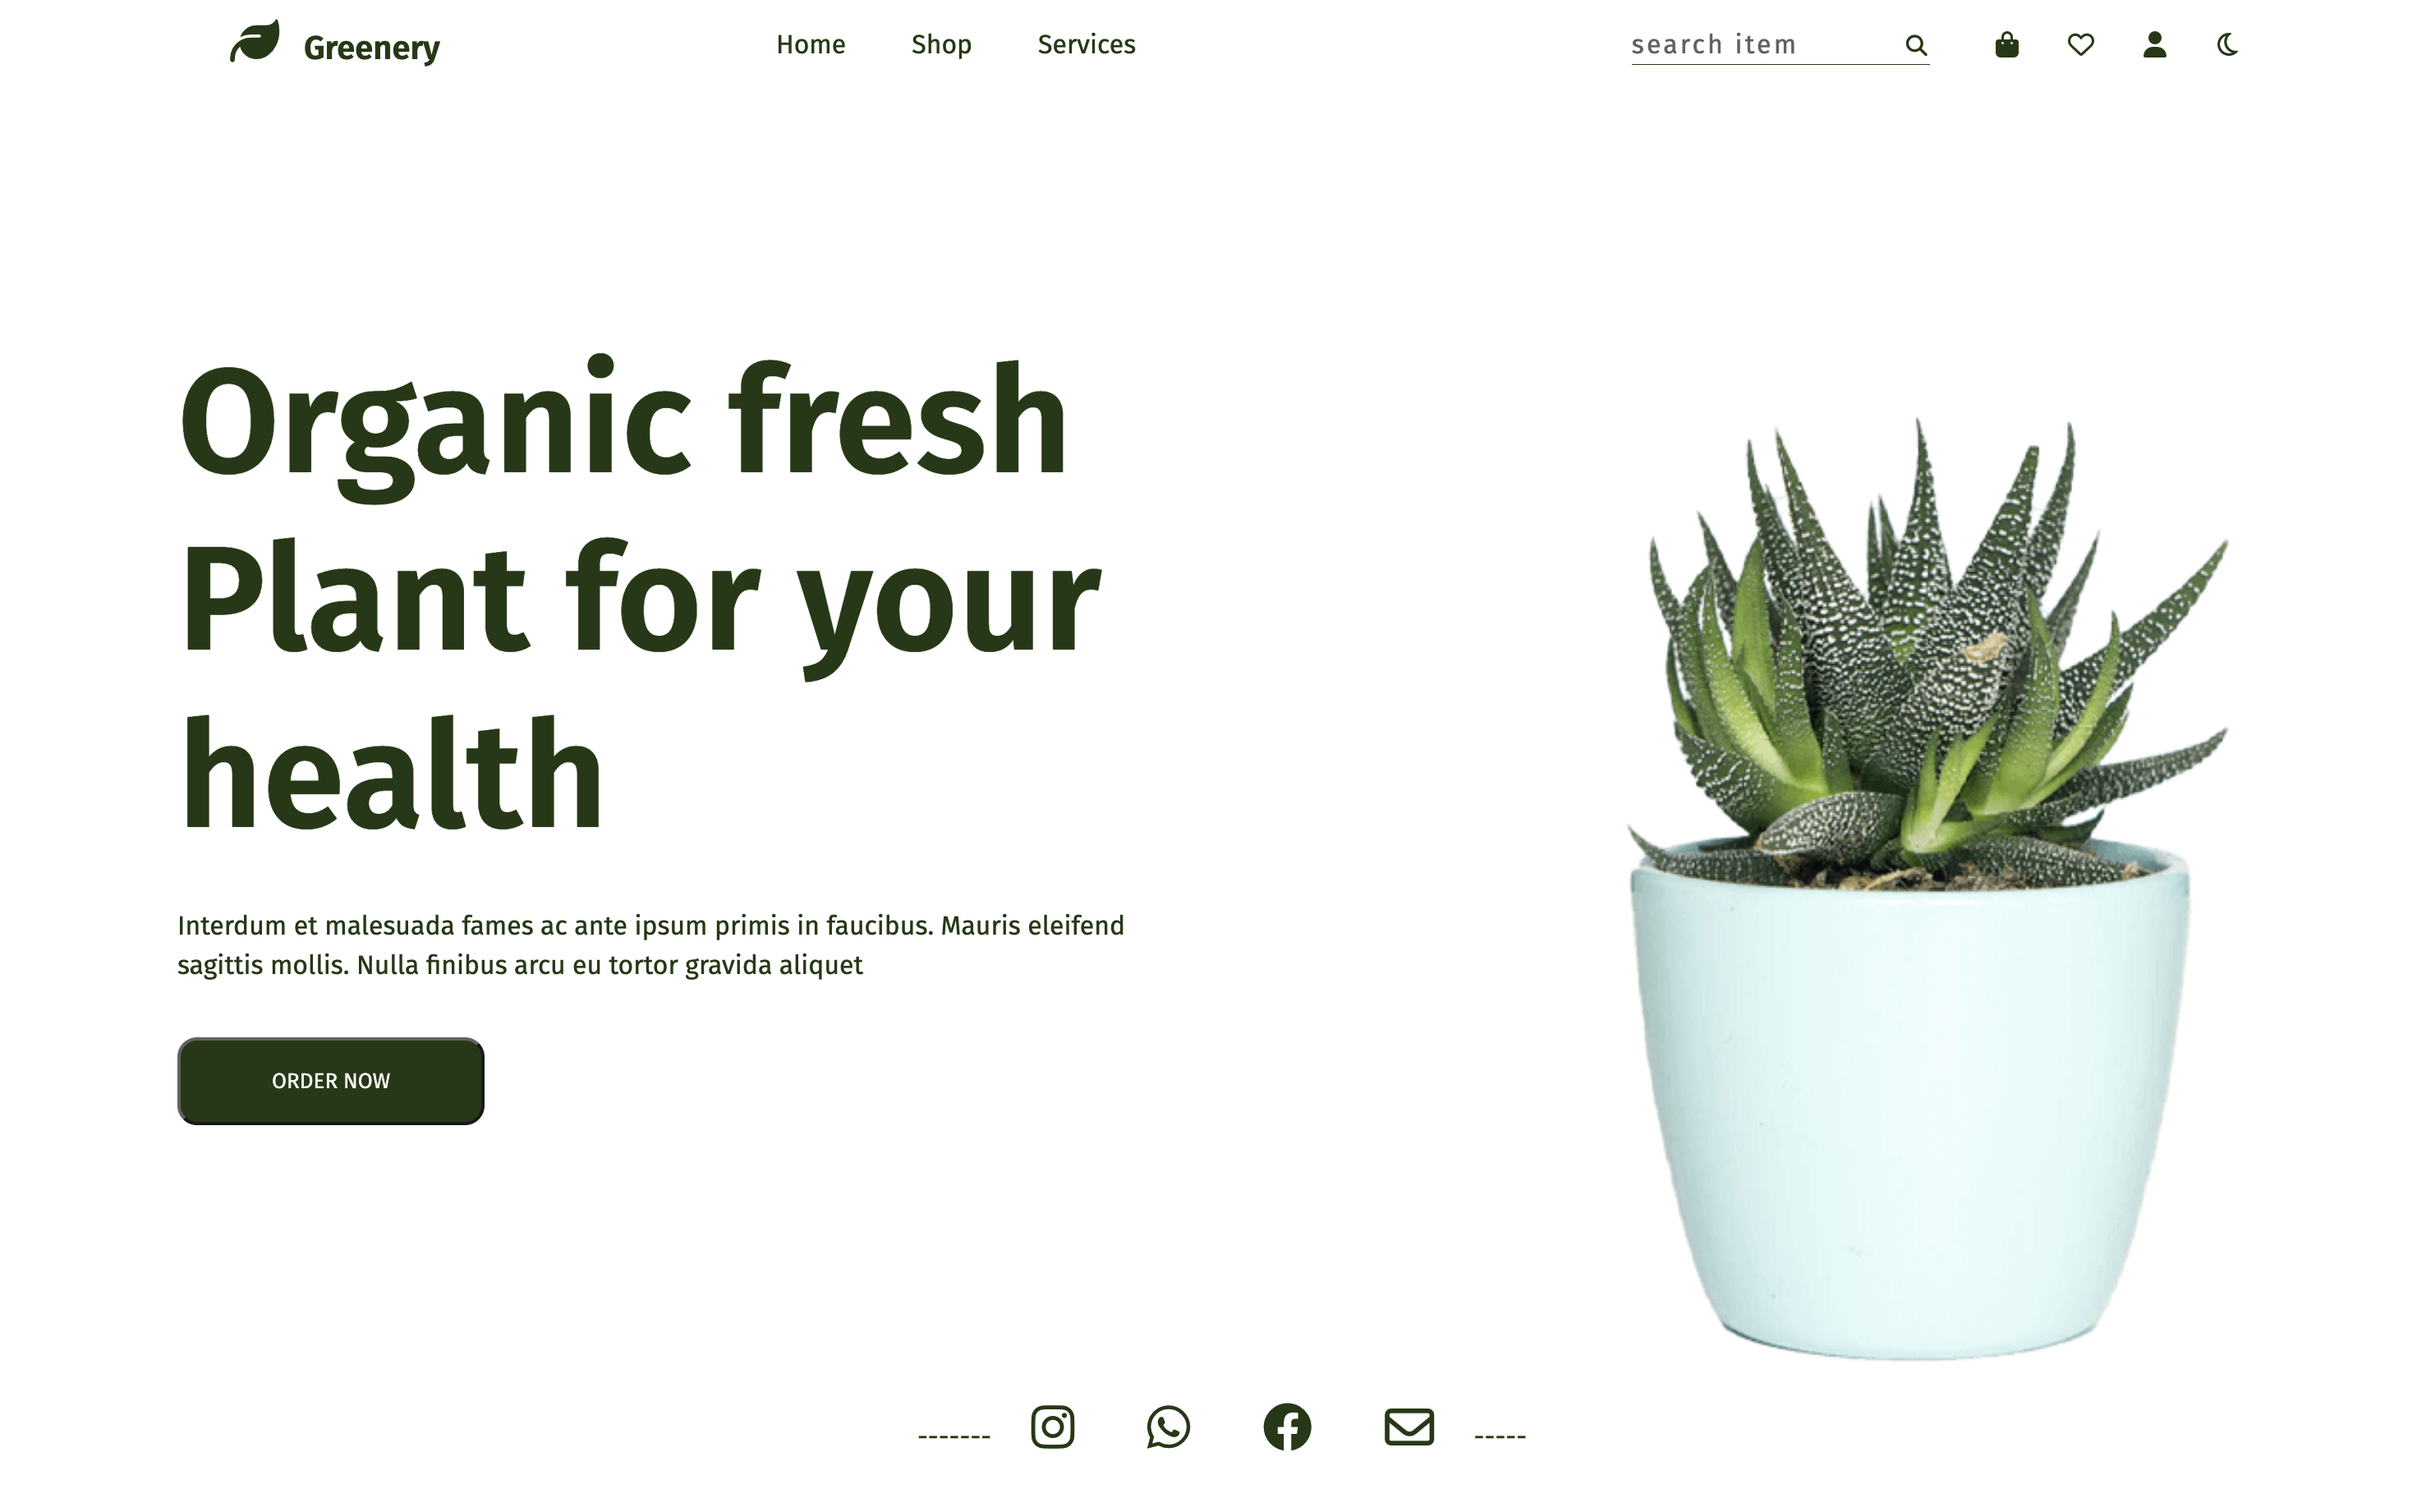 Greenery
Home Shop Services
search item
Organic fresh
Plant for your
health
Interdum et malesuada fames ac ante ipsum primis in faucibus. Mauris eleifend
sagittis mollis. Nulla finibus arcu eu tortor gravida aliquet
ORDER NOW
------- -----